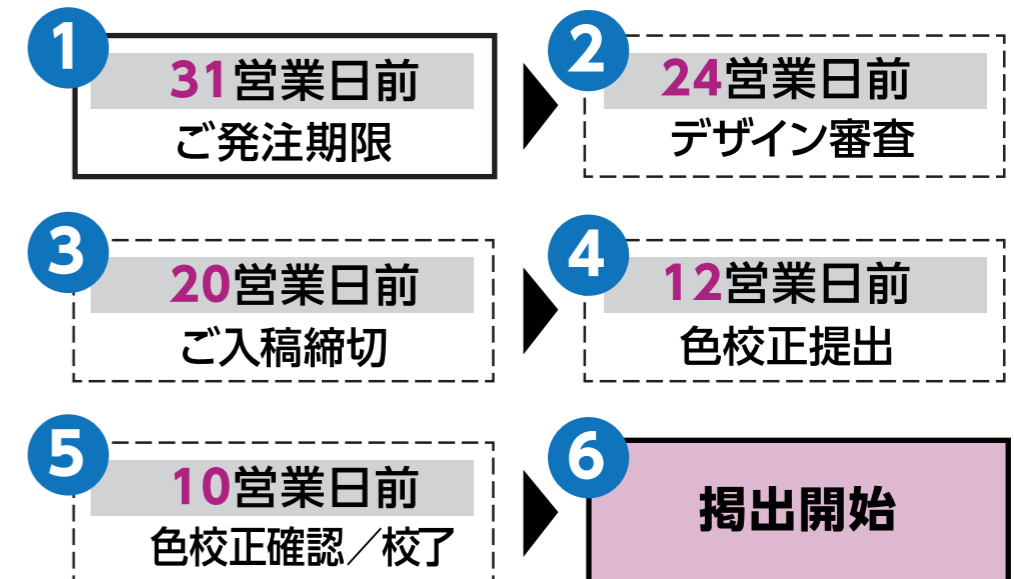 1
31営業日前
ご発注期限
2
24営業日前
デザイン審査
3
20営業日前
ご入稿締切
4
12営業日前
色校正提出
5
10営業日前
色校正確認／校了
6
掲出開始